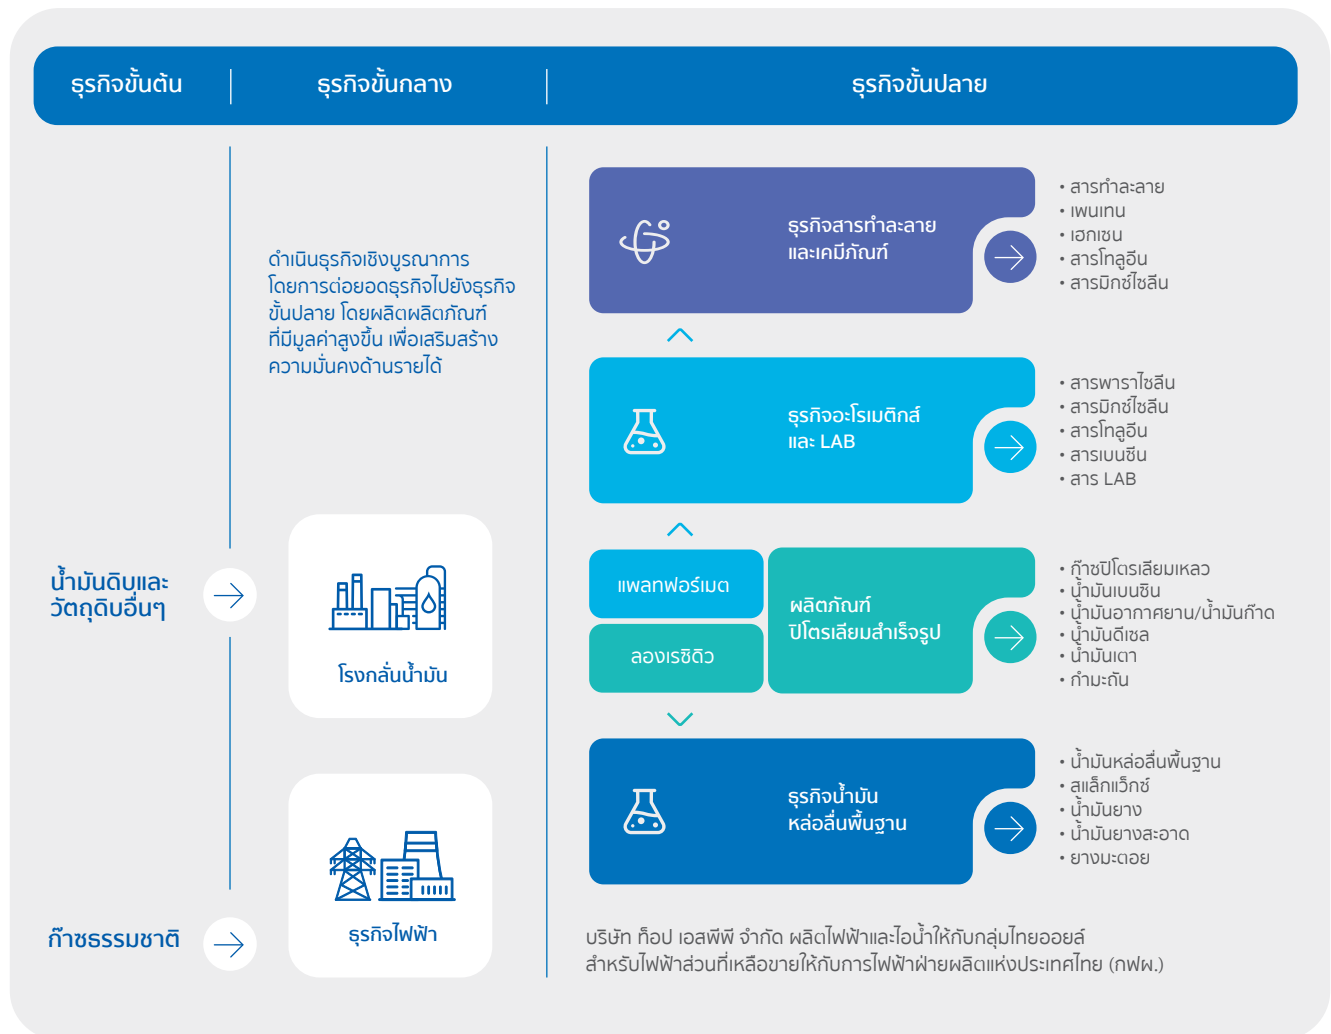 ธุรกิจขั้นต้น
ธุรกิจขั้นกลาง
ธุรกิจขั้นปลาย
น้ำมันดิบและ
วัตถุดิบอื่นๆ
ก๊าซธรรมชาติ
ดำเนินธุรกิจเชิงบูรณาการ
โดยการต่อยอดธุรกิจไปยังธุรกิจ
ขั้นปลาย โดยผลิตผลิตภัณฑ์
ที่มีมูลค่าสูงขึ้น เพื่อเสริมสร้าง
ความมั่นคงด้านรายได้
โรงกลั่นน้ำมัน
ธุรกิจไฟฟ้า
ธุรกิจสารทำละลาย
และเคมีภัณฑ์
• สารทำละลาย
• เพนเทน
• เฮกเซน
• สารโทลูอีน
• สารมิกซ์ไซลีน
ธุรกิจอะโรเมติกส์
และ LAB
• สารพาราไซลีน
• สารมิกซ์ไซลีน
• สารโทลูอีน
• สารเบนซีน
• สาร LAB
แพลทฟอร์เมต
ลองเรซิดิว
ผลิตภัณฑ์
ปิโตรเลียมสำเร็จรูป
• ก๊าซปิโตรเลียมเหลว
• น้ำมันเบนซิน
• น้ำมันอากาศยาน/น้ำมันก๊าด
• น้ำมันดีเซล
• น้ำมันเตา
• กำมะถัน
ธุรกิจน้ำมัน
หล่อลื่นพื้นฐาน
• น้ำมันหล่อลื่นพื้นฐาน
• สแล็กแว็กซ์
• น้ำมันยาง
• น้ำมันยางสะอาด
• ยางมะตอย
บริษัท ท็อป เอสพีพี จำกัด ผลิตไฟฟ้าและไอน้ำให้กับกลุ่มไทยออยล์
สำหรับไฟฟ้าส่วนที่เหลือขายให้กับการไฟฟ้าฝ่ายผลิตแห่งประเทศไทย (กฟผ.)